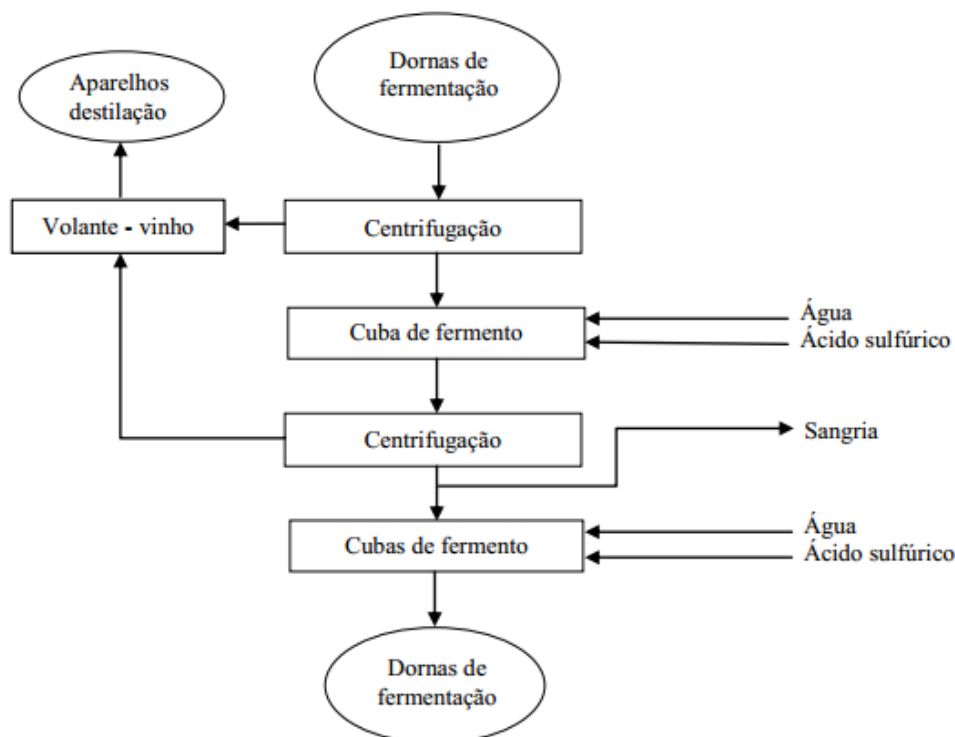 Dornas de
fermentação
Aparelhos
destilação
Volante - vinho
Centrifugação
Cuba de fermento
Água
Ácido sulfúrico
Centrifugação
Sangria
Cubas de fermento
Água
Ácido sulfúrico
Dornas de
fermentação